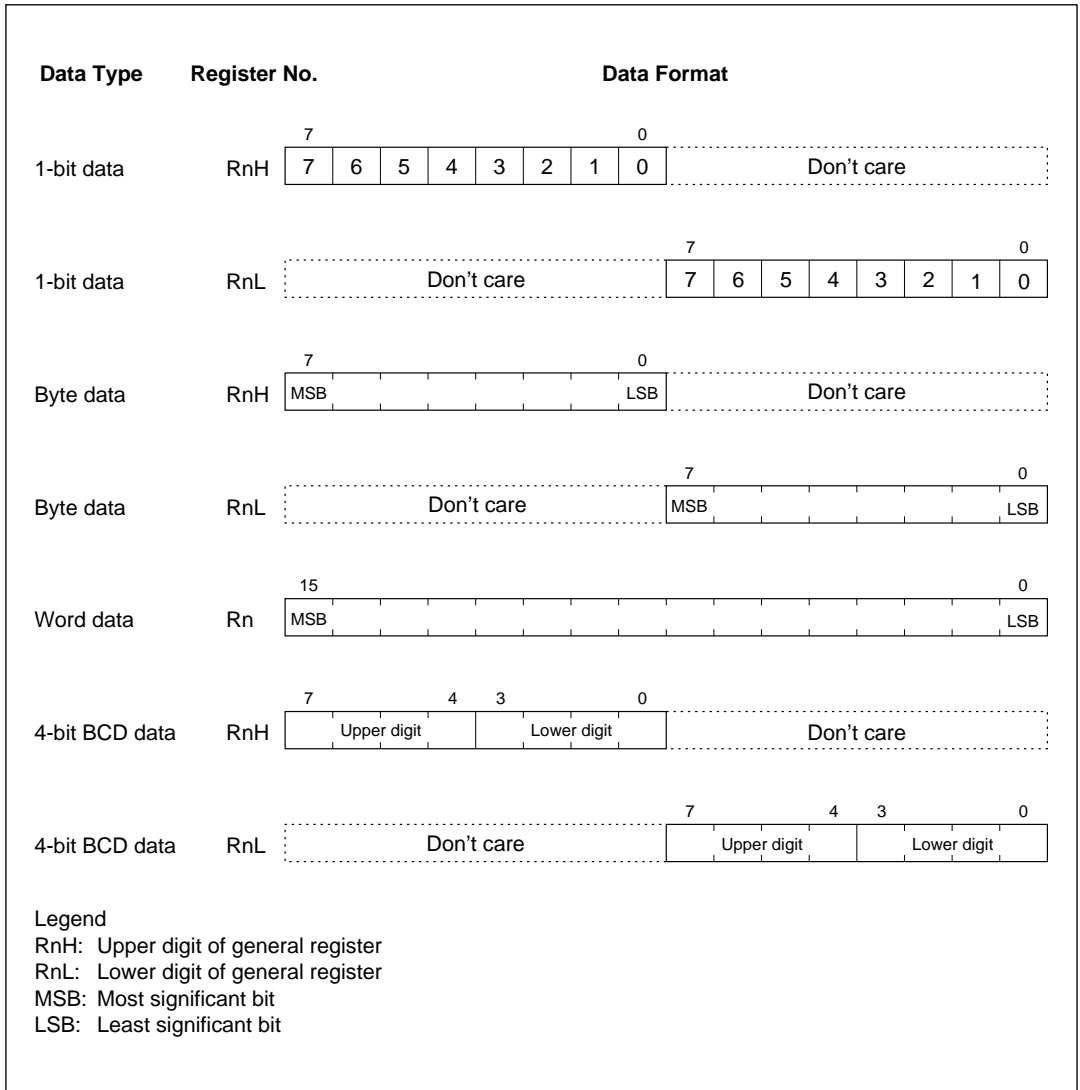 Data Type Register No. Data Format
7 0
1-bit data RnH 7 6 5 4 3 2 1 0 Don't care
7 0
1-bit data RnL Don't care 7 6 5 4 3 2 1 0
7 0
Byte data RnH MSB LSB Don't care
7 0
Byte data RnL Don't care MSB LSB
15 0
Word data Rn MSB LSB
7 4 3 0
4-bit BCD data RnH Upper digit Lower digit Don't care
7 4 3 0
4-bit BCD data RnL Don't care Upper digit Lower digit
Legend
RnH: Upper digit of general register
RnL: Lower digit of general register
MSB: Most significant bit
LSB: Least significant bit